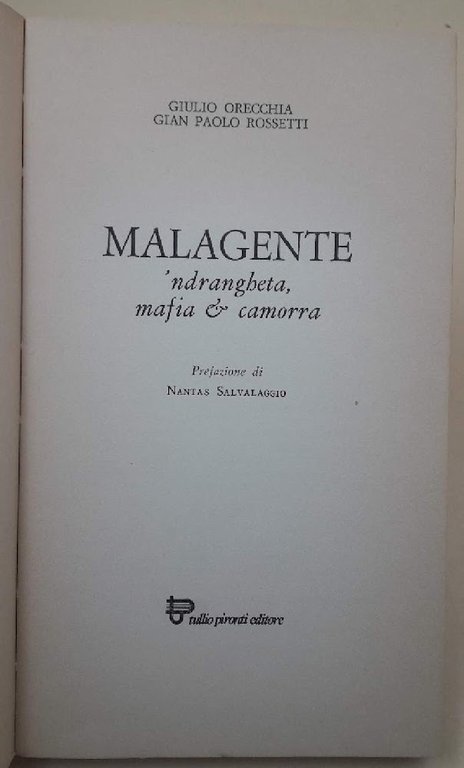 GIULIO ORECCHIA
GIAN PAOLO ROSSETTI
MALAGENTE
'ndrangheta,
mafia & camorra
Prefazione di
NANTAS SALVALAGGIO
tullio pironti editore